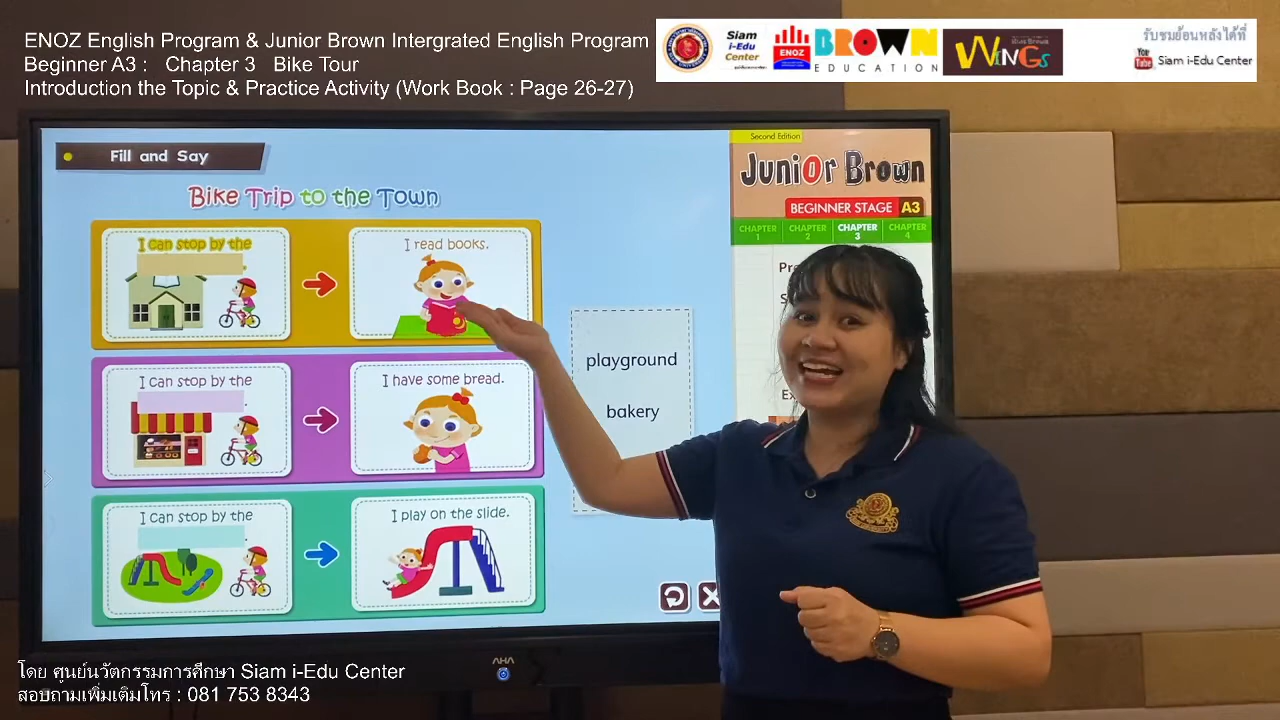 ENOZ English Program & Junior Brown Intergrated English Program
Beginner A3 : Chapter 3 Bike Tour
Introduction the Topic & Practice Activity (Work Book : Page 26-27)
Siam
i-Edu
Center
ENOZ
BROWN
EDUCATION
WiNGs
รับชมย้อนหลังได้ที่
You Tube Siam i-Edu Center
Fill and Say
Bike Trip to the Town
I can stop by the
.
I read books.
I can stop by the
.
I have some bread.
I can stop by the
.
I play on the slide.
playground
bakery
Second Edition
Junior Brown
BEGINNER STAGE A3
CHAPTER 1
CHAPTER 2
CHAPTER 3
CHAPTER 4
AHA
โดย ศูนย์นวัตกรรมการศึกษา Siam i-Edu Center
สอบถามเพิ่มเติมโทร : 081 753 8343